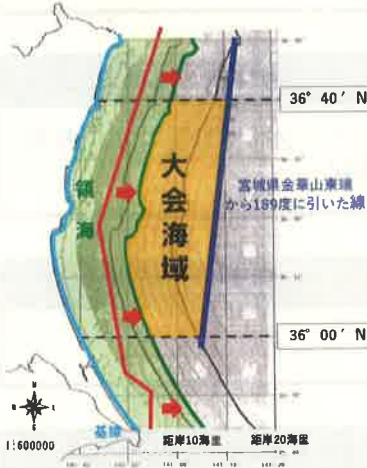 36° 40′ N
大会海域
領海
宮城県金華山東端
から189度に引いた線
36° 00′ N
N
1:600000
基線
距岸10海里
距岸20海里